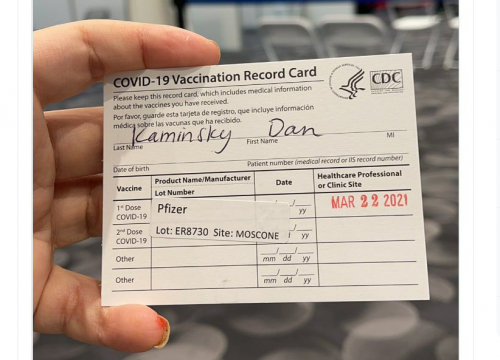 COVID-19 Vaccination Record Card
CDC
Please keep this record card, which includes medical information
about the vaccines you have received.
Por favor, guarde esta tarjeta de registro, que incluye información
médica sobre las vacunas que ha recibido.
Kaminsky Dan
Last Name First Name MI
Date of birth Patient number (medical record or IIS record number)
Vaccine Product Name/Manufacturer Date Healthcare Professional
Lot Number or Clinic Site
1st Dose Pfizer MAR 22 2021
COVID-19 yy
2nd Dose Lot: ER8730 Site: MOSCONE
COVID-19 yy
Other
mm dd yy
Other
mm dd yy